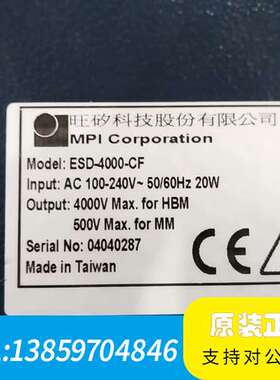 旺矽科技股份有限公司
MPI Corporation
Model: ESD-4000-CF
Input: AC 100-240V~ 50/60Hz 20W
Output: 4000V Max. for HBM
500V Max. for MM
Serial No: 04040287
Made in Taiwan
CE
原装正
:13859704846
支持对公